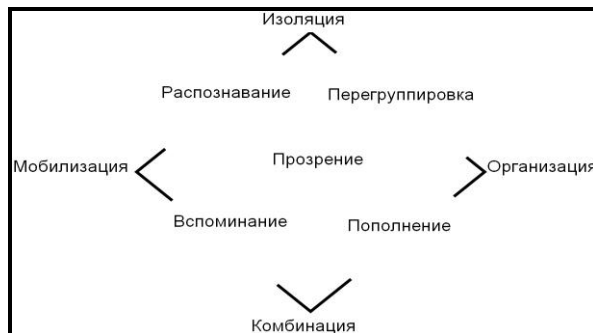 Изоляция
Распознавание Перегруппировка
Мобилизация Прозрение Организация
Вспоминание Пополнение
Комбинация